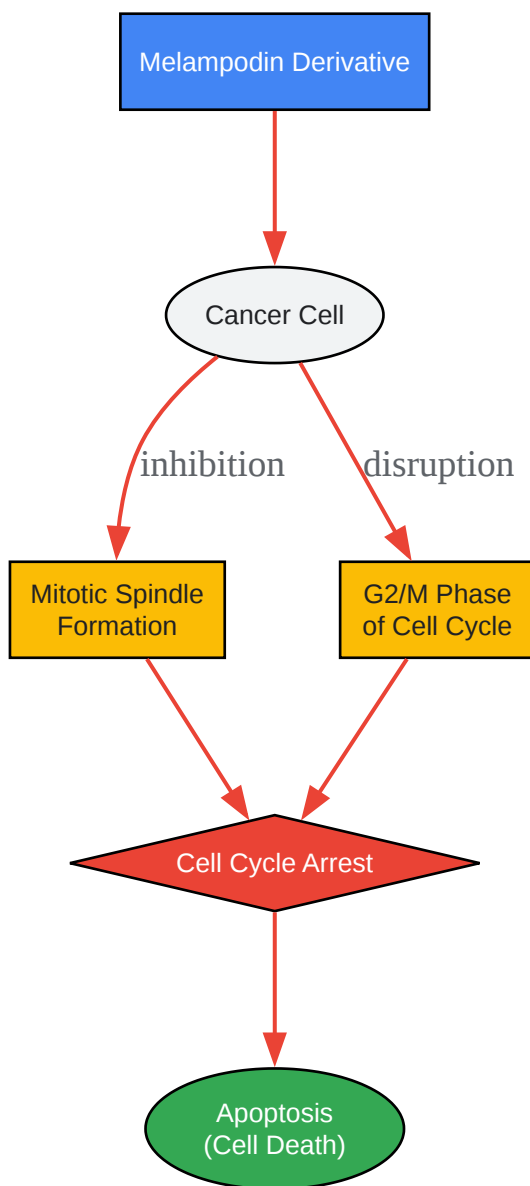 Melampodin Derivative
Cancer Cell
inhibition
disruption
Mitotic Spindle
Formation
G2/M Phase
of Cell Cycle
Cell Cycle Arrest
Apoptosis
(Cell Death)